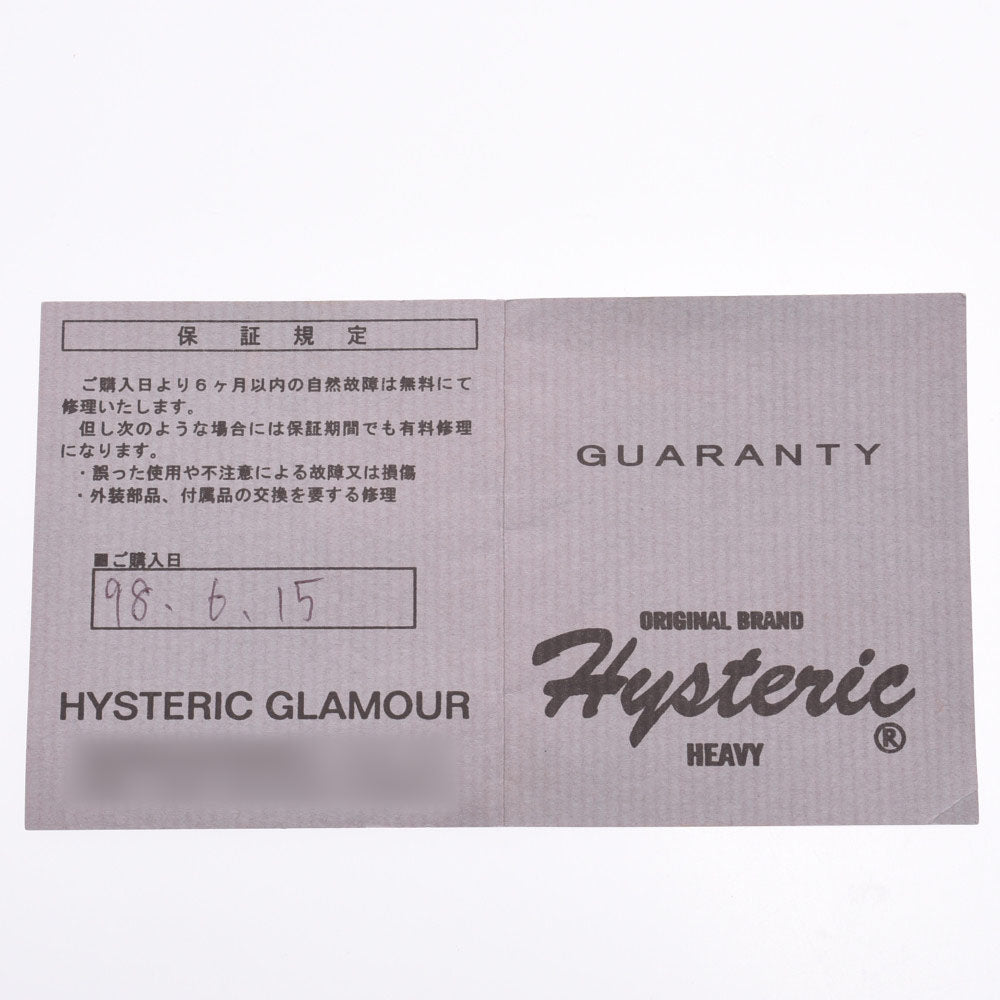 保証規定
ご購入日より6ヶ月以内の自然故障は無料にて
修理いたします。
但し次のような場合には保証期間でも有料修理
になります。
・誤った使用や不注意による故障又は損傷
・外装部品、付属品の交換を要する修理
■ご購入日
98.6.15
HYSTERIC GLAMOUR
GUARANTY
ORIGINAL BRAND
Hysteric
®
HEAVY